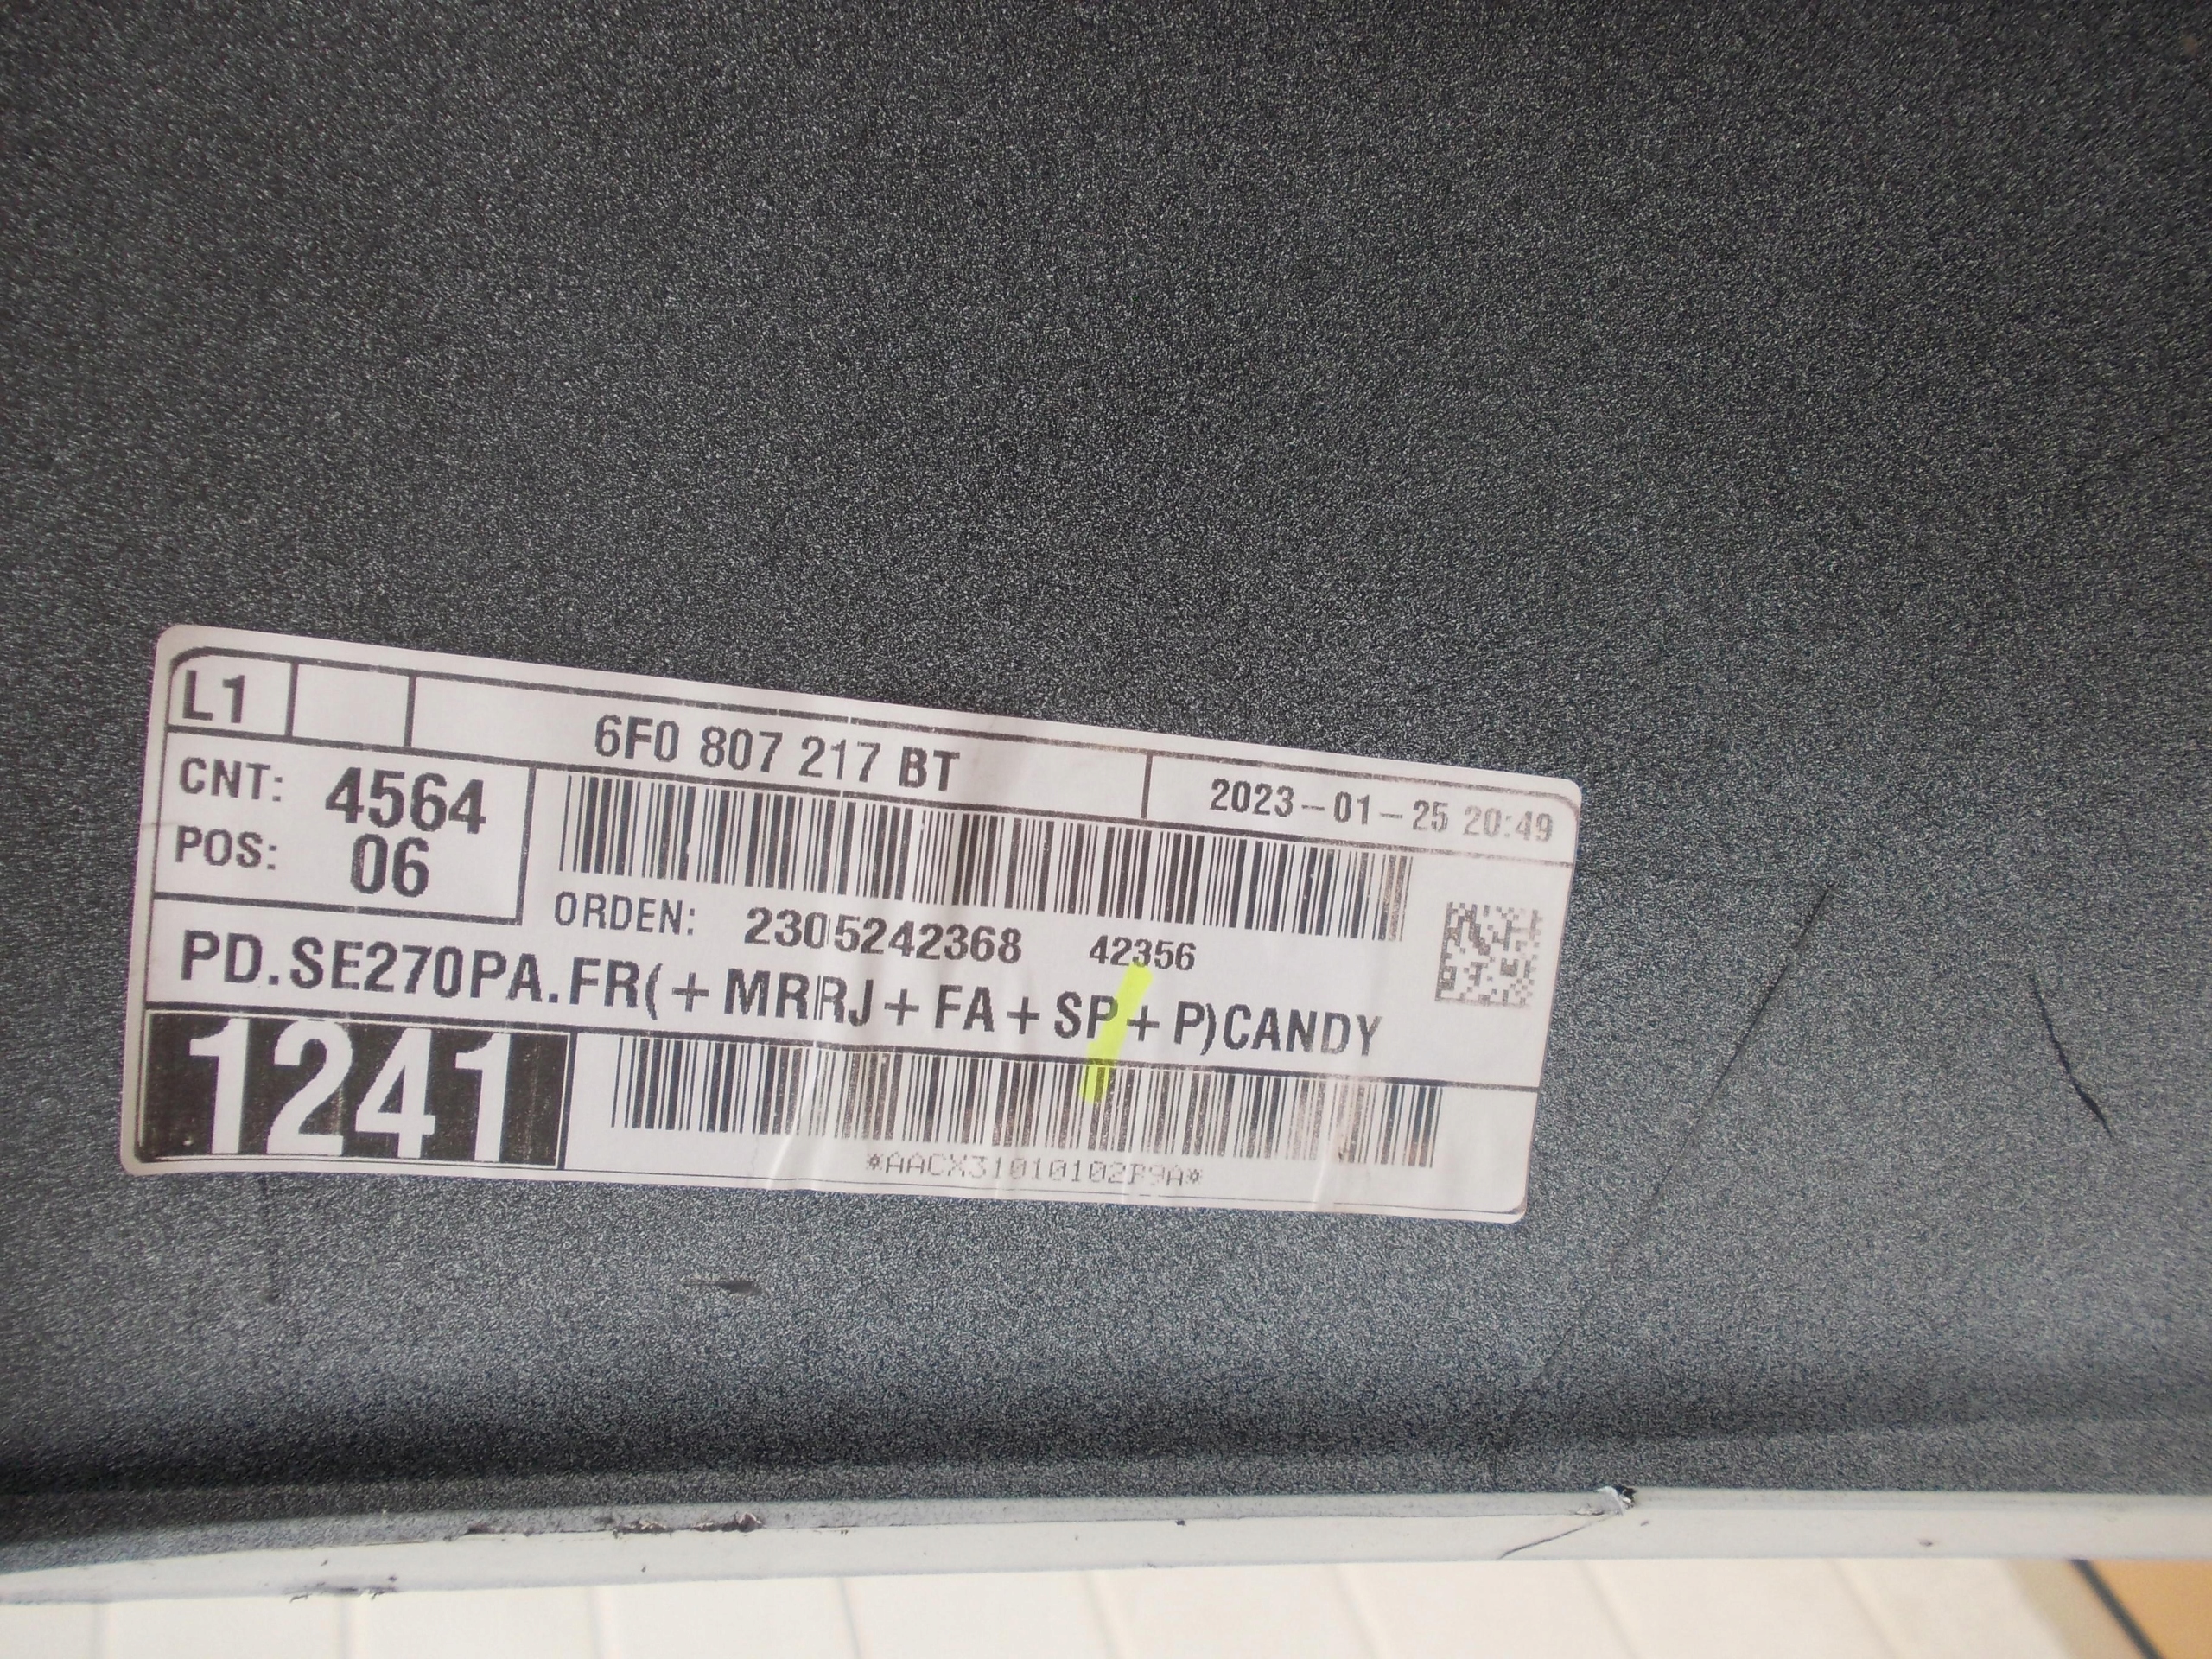 L1
6F0 807 217 BT
2023-01-25 20:49
CNT: 4564
POS: 06
ORDEN: 2305242368 42356
PD.SE270PA.FR(+MRRJ+FA+SP+P)CANDY
1241
*AACX31010102B9A*